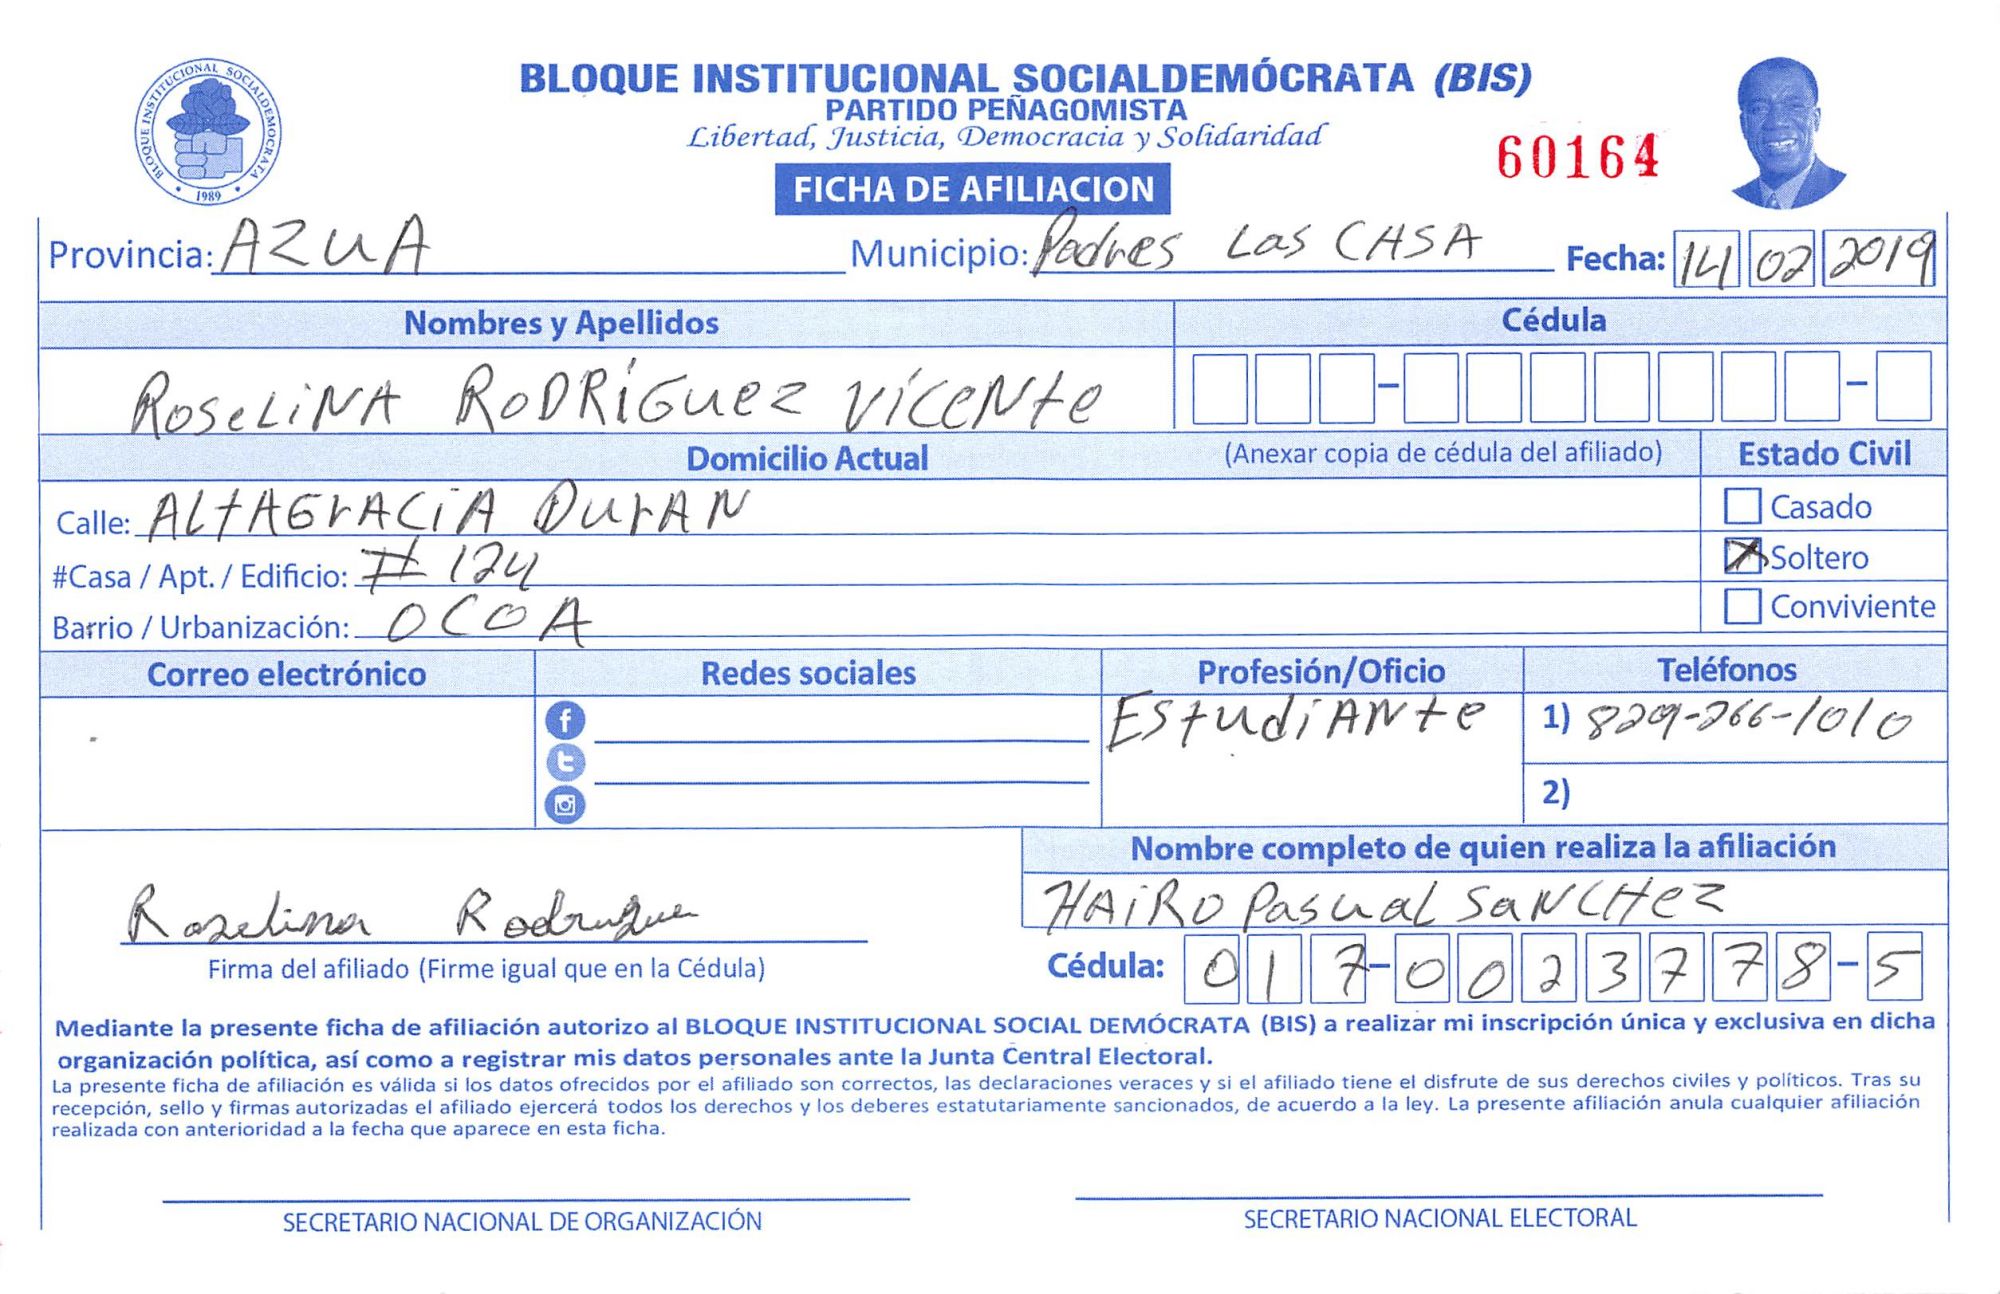 BLOQUE INSTITUCIONAL SOCIALDEMÓCRATA (BIS)
PARTIDO PEÑAGOMISTA
Libertad, Justicia, Democracia y Solidaridad
BLOQUE INSTITUCIONAL SOCIALDEMOCRATA
1989
60164
FICHA DE AFILIACION
Provincia: AZUA Municipio: Padres Las CASA Fecha: 14 02 2019
Nombres y Apellidos Cédula
RoseLiNA RoDRíGuez Vícente
Domicilio Actual (Anexar copia de cédula del afiliado) Estado Civil
Calle: ALtAGrACiA DurAN Casado
#Casa / Apt. / Edificio: # 124 Soltero
Barrio / Urbanización: OCOA Conviviente
Correo electrónico Redes sociales Profesión/Oficio Teléfonos
EstudiANte 1) 829-266-1010
2)
Nombre completo de quien realiza la afiliación
HAiRO Pasual SaNCHez
Rozelina Rodruguez
Firma del afiliado (Firme igual que en la Cédula) Cédula: 017-0023778-5
Mediante la presente ficha de afiliación autorizo al BLOQUE INSTITUCIONAL SOCIAL DEMÓCRATA (BIS) a realizar mi inscripción única y exclusiva en dicha
organización política, así como a registrar mis datos personales ante la Junta Central Electoral.
La presente ficha de afiliación es válida si los datos ofrecidos por el afiliado son correctos, las declaraciones veraces y si el afiliado tiene el disfrute de sus derechos civiles y políticos. Tras su
recepción, sello y firmas autorizadas el afiliado ejercerá todos los derechos y los deberes estatutariamente sancionados, de acuerdo a la ley. La presente afiliación anula cualquier afiliación
realizada con anterioridad a la fecha que aparece en esta ficha.
SECRETARIO NACIONAL DE ORGANIZACIÓN SECRETARIO NACIONAL ELECTORAL